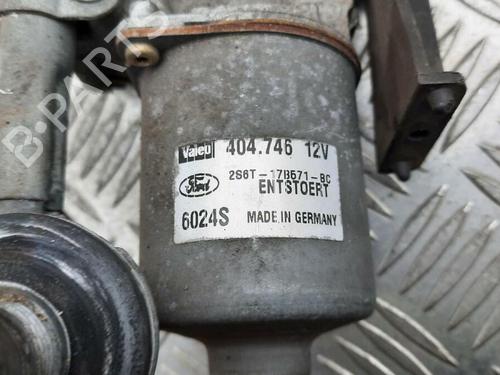 Valeo 404.746 12V
Ford 2S6T-17B571-BC
ENTSTOERT
6024S MADE IN GERMANY
B-Parts